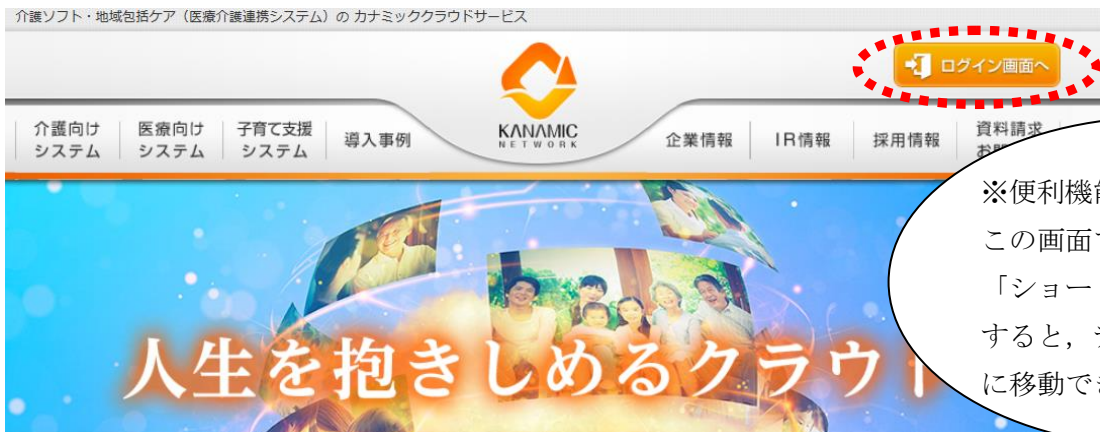 介護ソフト・地域包括ケア（医療介護連携システム）の カナミッククラウドサービス
ログイン画面へ
介護向け
システム
医療向け
システム
子育て支援
システム
導入事例
KANAMIC
NETWORK
企業情報
IR情報
採用情報
資料請求
お
※便利機能
この画面で
「ショー
すると，
に移動でき
人生を抱きしめるクラウド